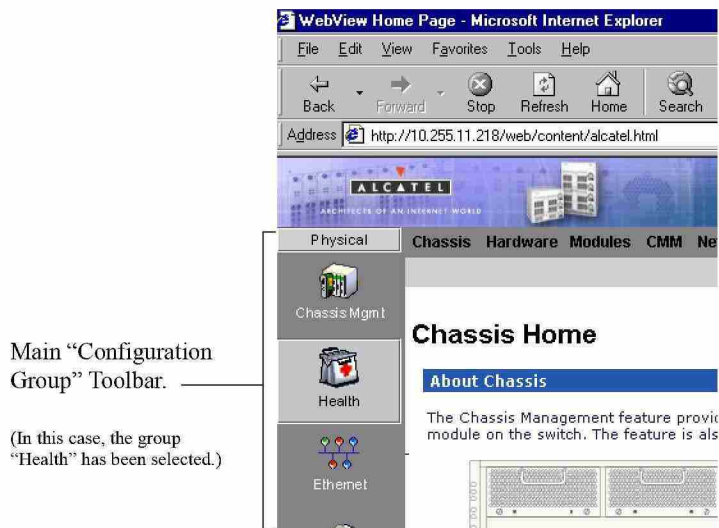 WebView Home Page - Microsoft Internet Explorer
File Edit View Favorites Tools Help
Back Forward Stop Refresh Home Search
Address http://10.255.11.218/web/content/alcatel.html
ALCATEL
ARCHITECTS OF AN INTERNET WORLD
Physical
Chassis Hardware Modules CMM Ne
Chassis Mgmt
Chassis Home
Main “Configuration
Group” Toolbar.
Health
About Chassis
(In this case, the group
“Health” has been selected.)
The Chassis Management feature provid
module on the switch. The feature is als
Ethernet